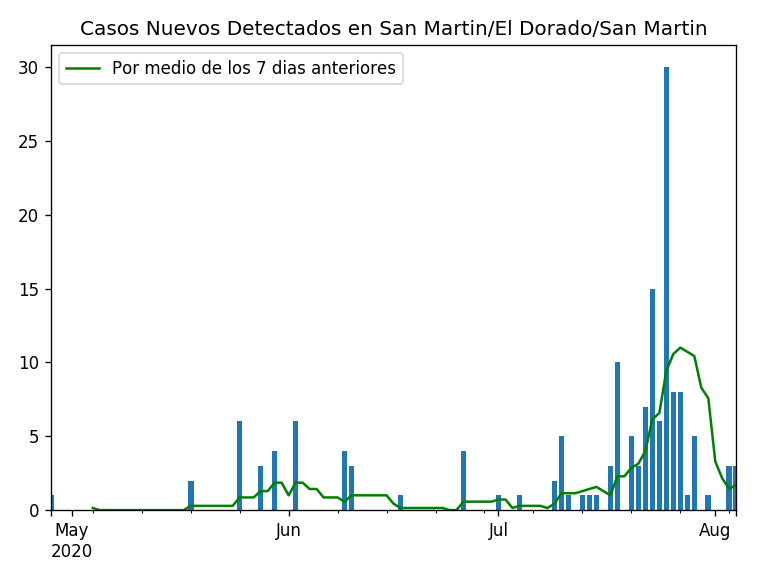 Casos Nuevos Detectados en San Martin/El Dorado/San Martin
Por medio de los 7 dias anteriores
30
25
20
15
10
5
0
May Jun Jul Aug
2020